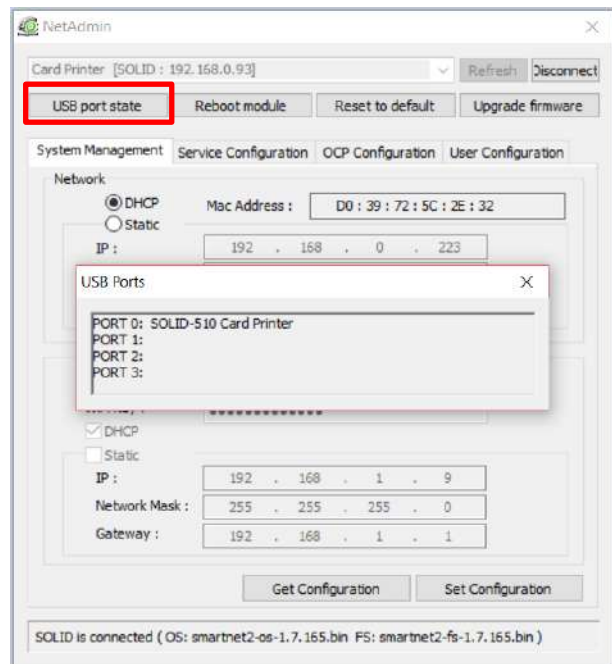 NetAdmin
Card Printer [SOLID : 192.168.0.93]
Refresh
Disconnect
USB port state
Reboot module
Reset to default
Upgrade firmware
System Management
Service Configuration
OCP Configuration
User Configuration
Network
DHCP
Mac Address :
D0 : 39 : 72 : 5C : 2E : 32
Static
IP :
192 . 168 . 0 . 223
USB Ports
PORT 0: SOLID-510 Card Printer
PORT 1:
PORT 2:
PORT 3:
DHCP
Static
IP :
192 . 168 . 1 . 9
Network Mask :
255 . 255 . 255 . 0
Gateway :
192 . 168 . 1 . 1
Get Configuration
Set Configuration
SOLID is connected ( OS: smartnet2-os-1.7.165.bin FS: smartnet2-fs-1.7.165.bin )